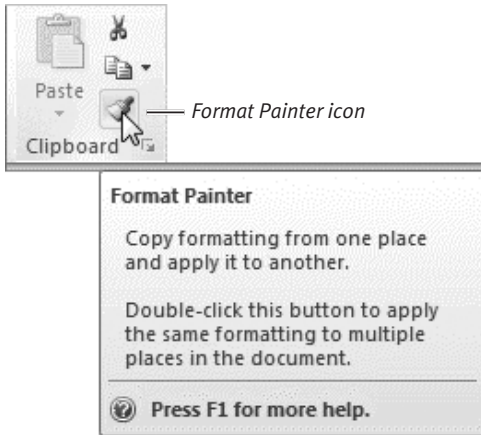 Paste
Format Painter icon
Clipboard
Format Painter
Copy formatting from one place
and apply it to another.
Double-click this button to apply
the same formatting to multiple
places in the document.
Press F1 for more help.